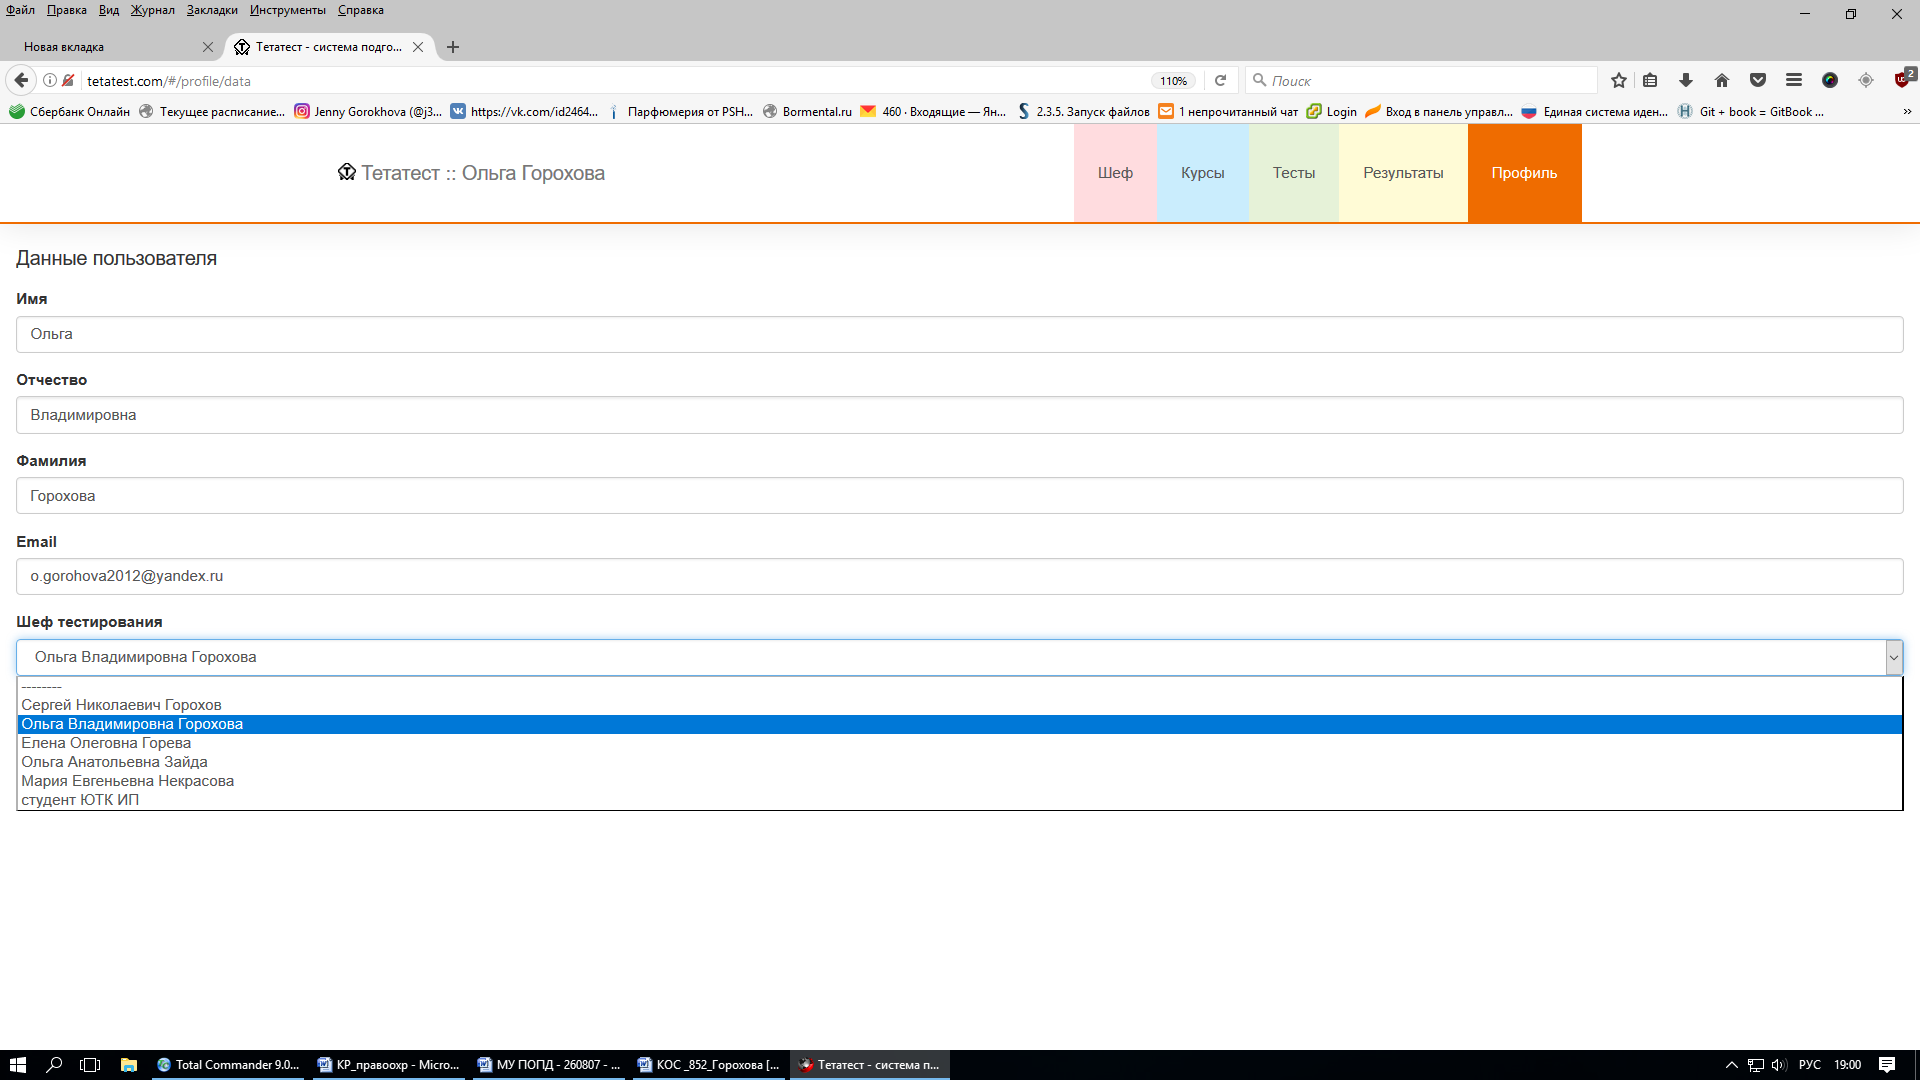 Файл Правка Вид Журнал Закладки Инструменты Справка
Новая вкладка
Тетатест - система подго...
tetatest.com/#/profile/data
110%
Поиск
2
Сбербанк Онлайн
Текущее расписание...
Jenny Gorokhova (@j3...
https://vk.com/id2464...
Парфюмерия от PSH...
Bormental.ru
460 · Входящие — Ян...
2.3.5. Запуск файлов
1 непрочитанный чат
Login
Вход в панель управл...
Единая система иден...
Git + book = GitBook ...
Тетатест :: Ольга Горохова
Шеф
Курсы
Тесты
Результаты
Профиль
Данные пользователя
Имя
Ольга
Отчество
Владимировна
Фамилия
Горохова
Email
o.gorohova2012@yandex.ru
Шеф тестирования
Ольга Владимировна Горохова
--------
Сергей Николаевич Горохов
Ольга Владимировна Горохова
Елена Олеговна Горева
Ольга Анатольевна Зайда
Мария Евгеньевна Некрасова
студент ЮТК ИП
Total Commander 9.0...
КР_правоохр - Micro...
МУ ПОПД - 260807 - ...
КОС _852_Горохова [...
Тетатест - система п...
РУС
19:00